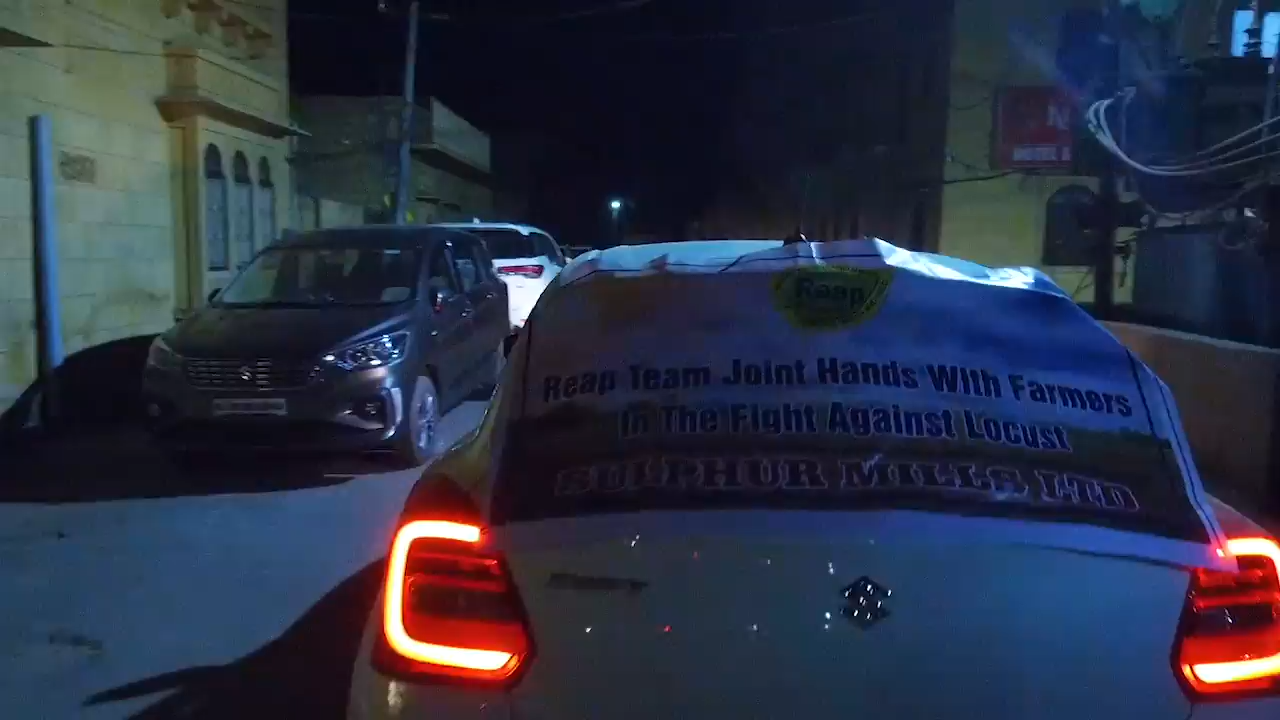 Reap
Reap Team Joint Hands With Farmers
In The Fight Against Locust
SULPHUR MILLS LTD